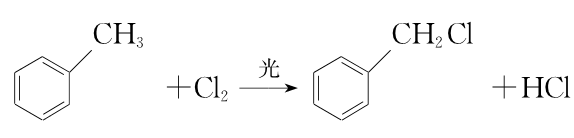 CH₃ CH₂Cl
光
+Cl₂ → +HCl